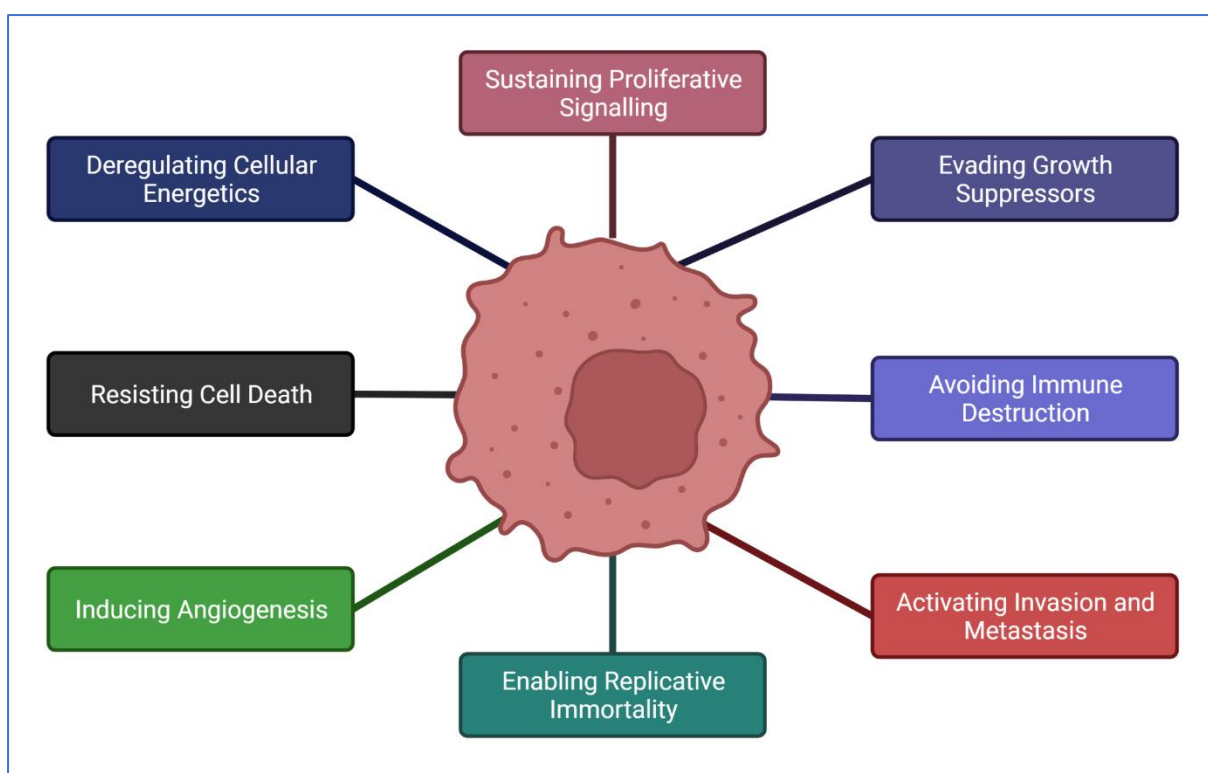 Sustaining Proliferative
Signalling
Deregulating Cellular
Energetics
Evading Growth
Suppressors
Resisting Cell Death
Avoiding Immune
Destruction
Inducing Angiogenesis
Activating Invasion and
Metastasis
Enabling Replicative
Immortality